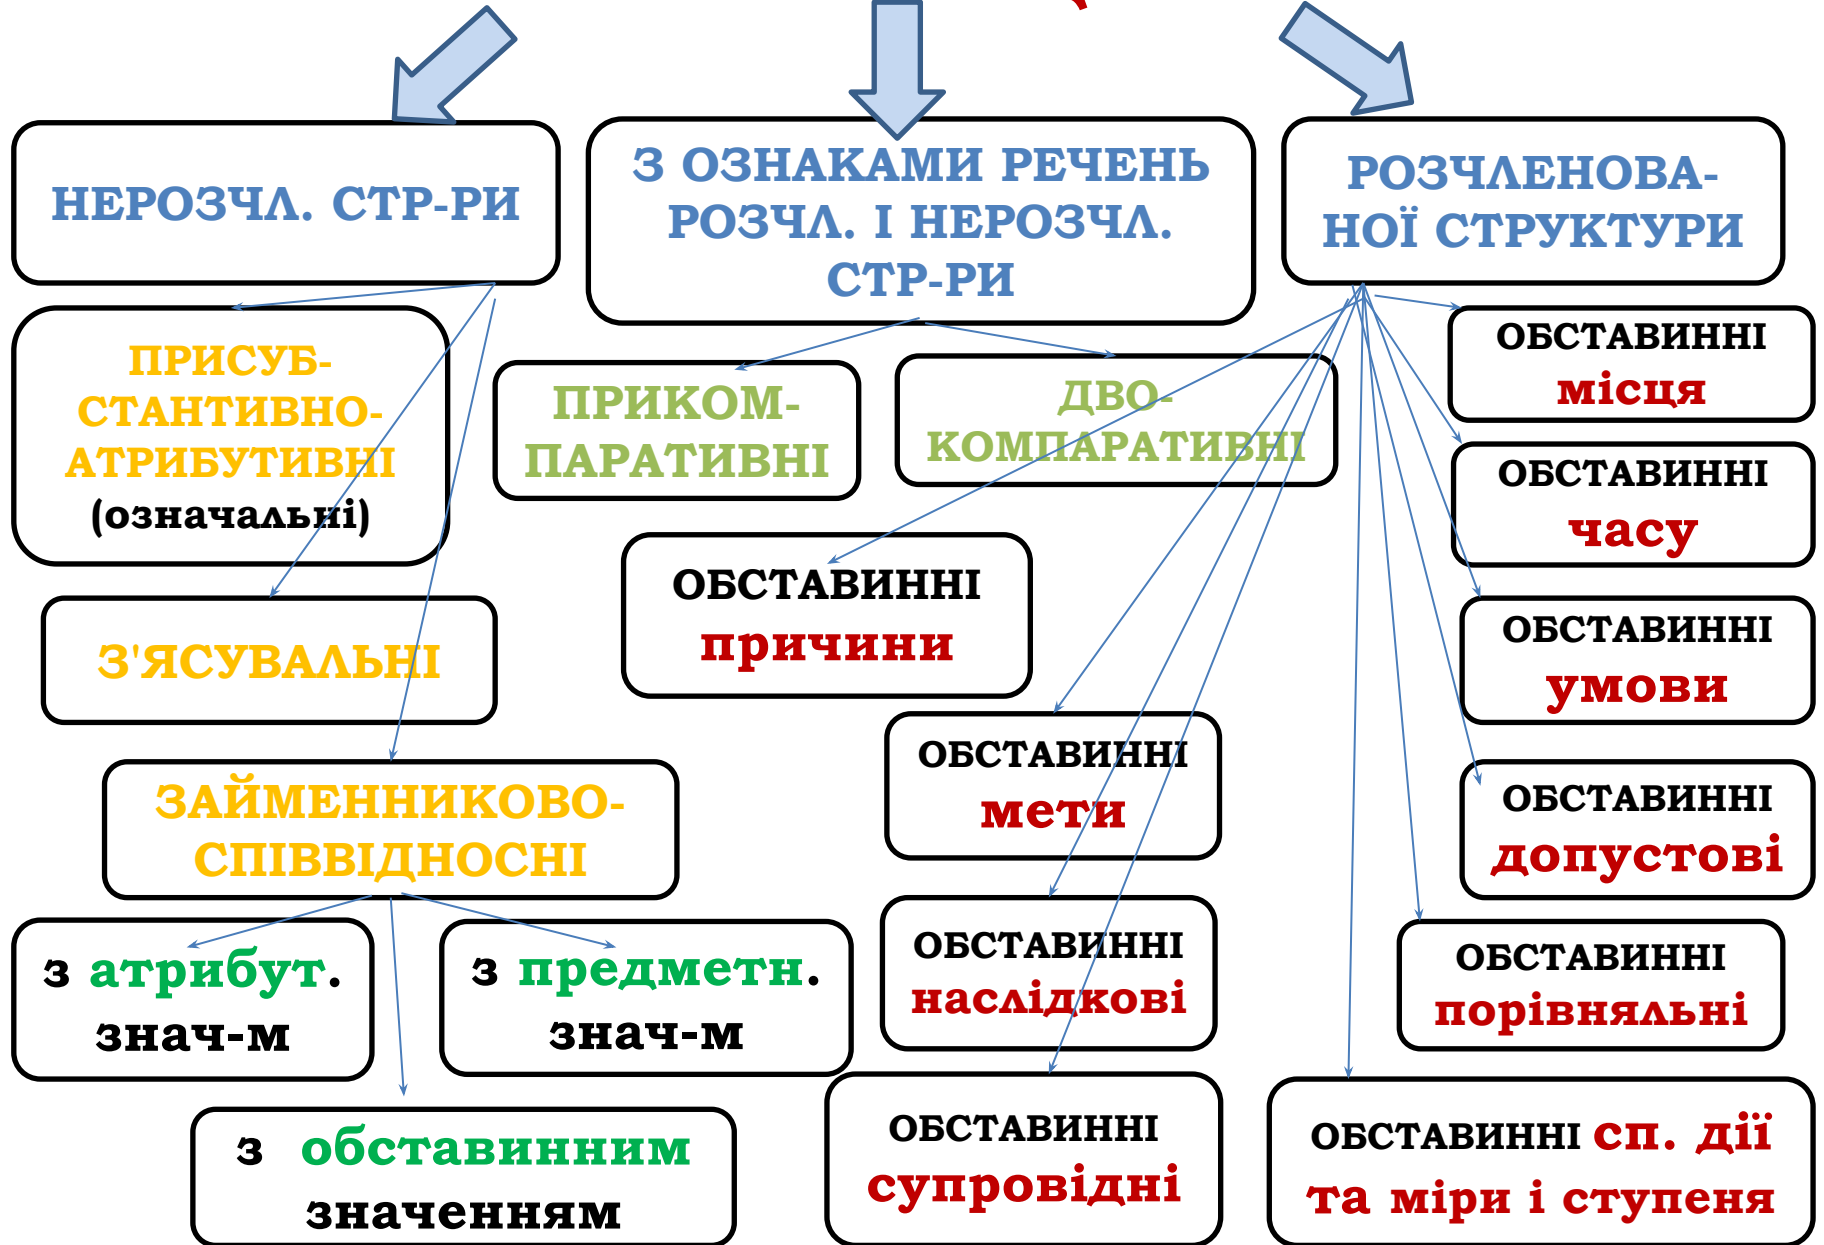 НЕРОЗЧЛ. СТР-РИ
З ОЗНАКАМИ РЕЧЕНЬ
РОЗЧЛ. І НЕРОЗЧЛ.
СТР-РИ
РОЗЧЛЕНОВА-
НОЇ СТРУКТУРИ
ПРИСУБ-
СТАНТИВНО-
АТРИБУТИВНІ
(означальні)
ПРИКОМ-
ПАРАТИВНІ
ДВО-
КОМПАРАТИВНІ
ОБСТАВИННІ
місця
ОБСТАВИННІ
часу
ОБСТАВИННІ
причини
З'ЯСУВАЛЬНІ
ОБСТАВИННІ
умови
ОБСТАВИННІ
мети
ЗАЙМЕННИКОВО-
СПІВВІДНОСНІ
ОБСТАВИННІ
допустові
з атрибут.
знач-м
з предметн.
знач-м
ОБСТАВИННІ
наслідкові
ОБСТАВИННІ
порівняльні
з обставинним
значенням
ОБСТАВИННІ
супровідні
ОБСТАВИННІ сп. дії
та міри і ступеня